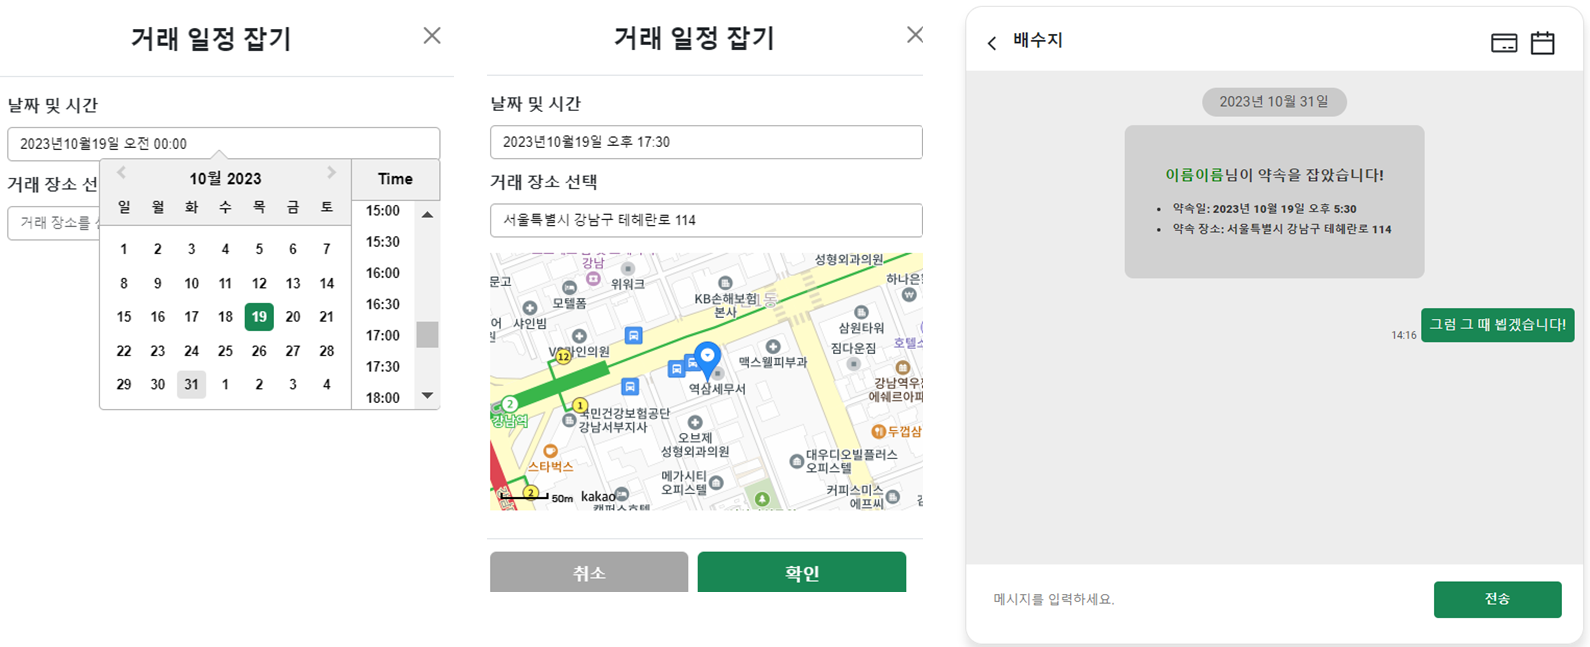 거래 일정 잡기
날짜 및 시간
2023년10월19일 오전 00:00
거래 장소 선
거래 장소를
10월 2023
Time
일 월 화 수 목 금 토
1 2 3 4 5 6 7
8 9 10 11 12 13 14
15 16 17 18 19 20 21
22 23 24 25 26 27 28
29 30 31 1 2 3 4
15:00
15:30
16:00
16:30
17:00
17:30
18:00
거래 일정 잡기
날짜 및 시간
2023년10월19일 오후 17:30
거래 장소 선택
서울특별시 강남구 테헤란로 114
강남
위워크
성형외과의원
문고
모텔폼
하나은
KB손해보험
본사
샤인빔
어
원
삼원타워
호텔
짐다운짐
의원
12
맥스웰피부과
역삼세무서
강남역우
에쉐르아파
2
강남역
1
국민건강보험공단
강남서부지사
오브제
성형외과의원
두껍삼
스타벅스
대우디오빌플러스
오피스텔
메가시티
오피스텔
커피스미스
에프씨
2
50m
kakao
캠퍼스호텔
취소
확인
배수지
2023년 10월 31일
이름이름님이 약속을 잡았습니다!
• 약속일: 2023년 10월 19일 오후 5:30
• 약속 장소: 서울특별시 강남구 테헤란로 114
14:16
그럼 그 때 뵙겠습니다!
메시지를 입력하세요.
전송